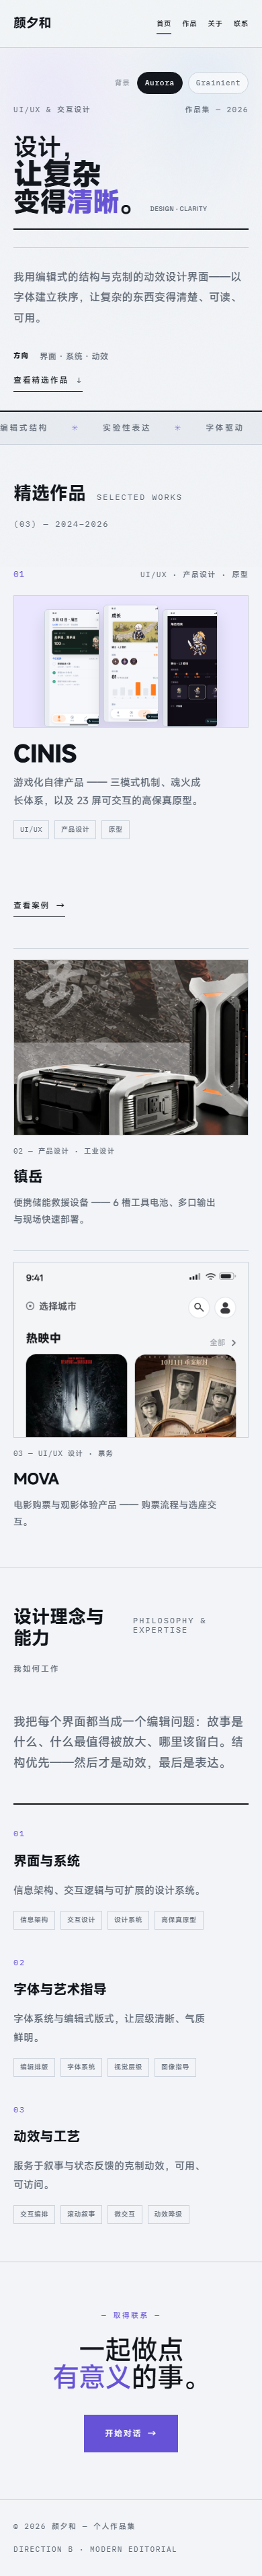 颜夕和
首页 作品 关于 联系
背景 Aurora Grainient
UI/UX & 交互设计 作品集 — 2026
设计，
让复杂
变得清晰。 DESIGN · CLARITY
我用编辑式的结构与克制的动效设计界面——以
字体建立秩序，让复杂的东西变得清楚、可读、
可用。
方向 界面 · 系统 · 动效
查看精选作品 ↓
编辑式结构 ✳ 实验性表达 ✳ 字体驱动
精选作品 SELECTED WORKS
(03) — 2024–2026
01 UI/UX · 产品设计 · 原型
成长
CINIS
游戏化自律产品 —— 三模式机制、魂火成
长体系，以及 23 屏可交互的高保真原型。
UI/UX 产品设计 原型
查看案例 →
02 — 产品设计 · 工业设计
镇岳
便携储能救援设备 —— 6 槽工具电池、多口输出
与现场快速部署。
9:41
选择城市
热映中 全部 >
03 — UI/UX 设计 · 票务
MOVA
电影购票与观影体验产品 —— 购票流程与选座交
互。
设计理念与
能力
PHILOSOPHY &
EXPERTISE
我如何工作
我把每个界面都当成一个编辑问题：故事是
什么、什么最值得被放大、哪里该留白。结
构优先——然后才是动效，最后是表达。
01
界面与系统
信息架构、交互逻辑与可扩展的设计系统。
信息架构 交互设计 设计系统 高保真原型
02
字体与艺术指导
字体系统与编辑式版式，让层级清晰、气质
鲜明。
编辑排版 字体系统 视觉层级 图像指导
03
动效与工艺
服务于叙事与状态反馈的克制动效，可用、
可访问。
交互编排 滚动叙事 微交互 动效降级
— 取得联系 —
一起做点
有意义的事。
开始对话 →
© 2026 颜夕和 — 个人作品集
DIRECTION B · MODERN EDITORIAL